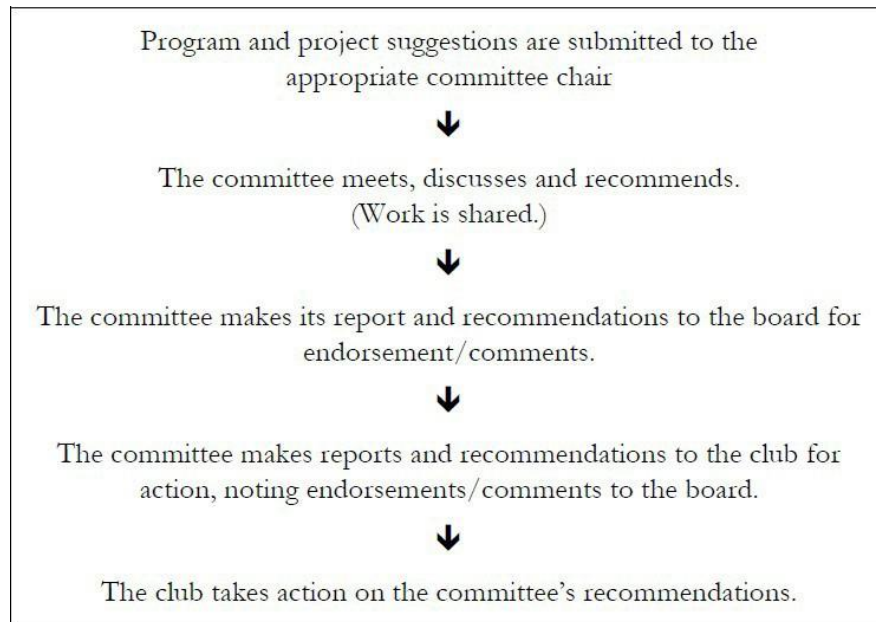 Program and project suggestions are submitted to the
appropriate committee chair
The committee meets, discusses and recommends.
(Work is shared.)
The committee makes its report and recommendations to the board for
endorsement/comments.
The committee makes reports and recommendations to the club for
action, noting endorsements/comments to the board.
The club takes action on the committee’s recommendations.